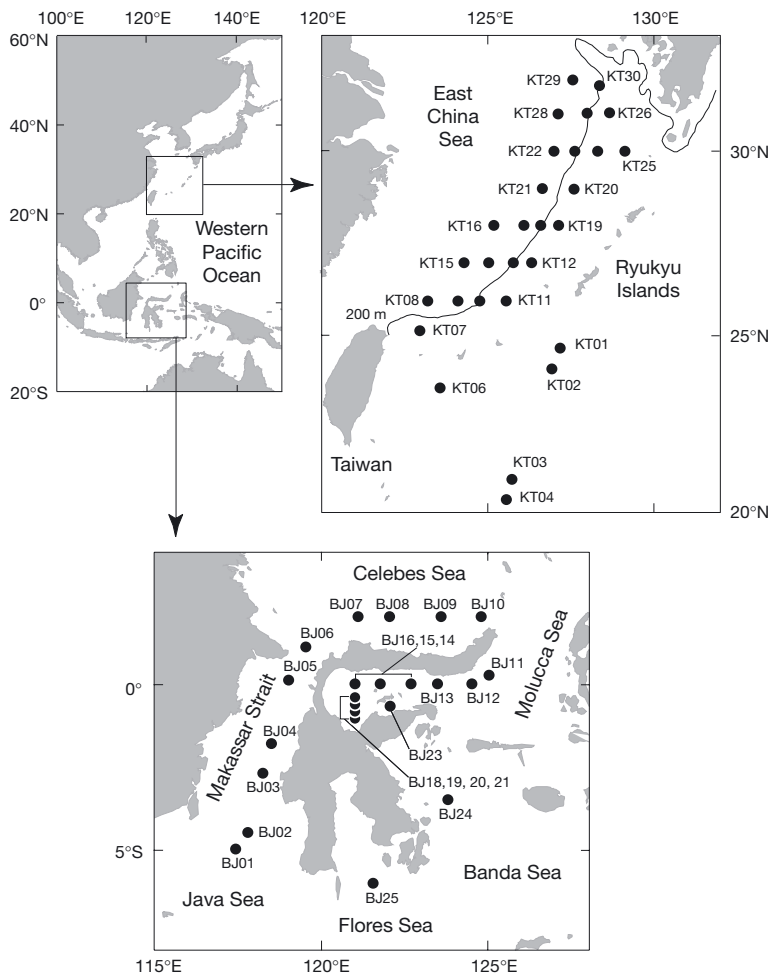 100°E 120°E 140°E
60°N
40°N
20°N
0°
20°S
Western
Pacific
Ocean
120°E 125°E 130°E
30°N
25°N
20°N
East
China
Sea
KT29
KT30
KT28
KT26
KT22
KT25
KT21
KT20
KT16
KT19
KT15
KT12
Ryukyu
Islands
KT08
KT11
200 m
KT07
KT01
KT02
KT06
Taiwan
KT03
KT04
Celebes Sea
BJ07 BJ08 BJ09 BJ10
BJ06
BJ16,15,14
BJ05
BJ11
Molucca Sea
0°
BJ13
BJ12
Makassar Strait
BJ04
BJ23
BJ03
BJ18,19, 20, 21
BJ24
BJ02
BJ01
5°S
Banda Sea
Java Sea
BJ25
Flores Sea
115°E 120°E 125°E